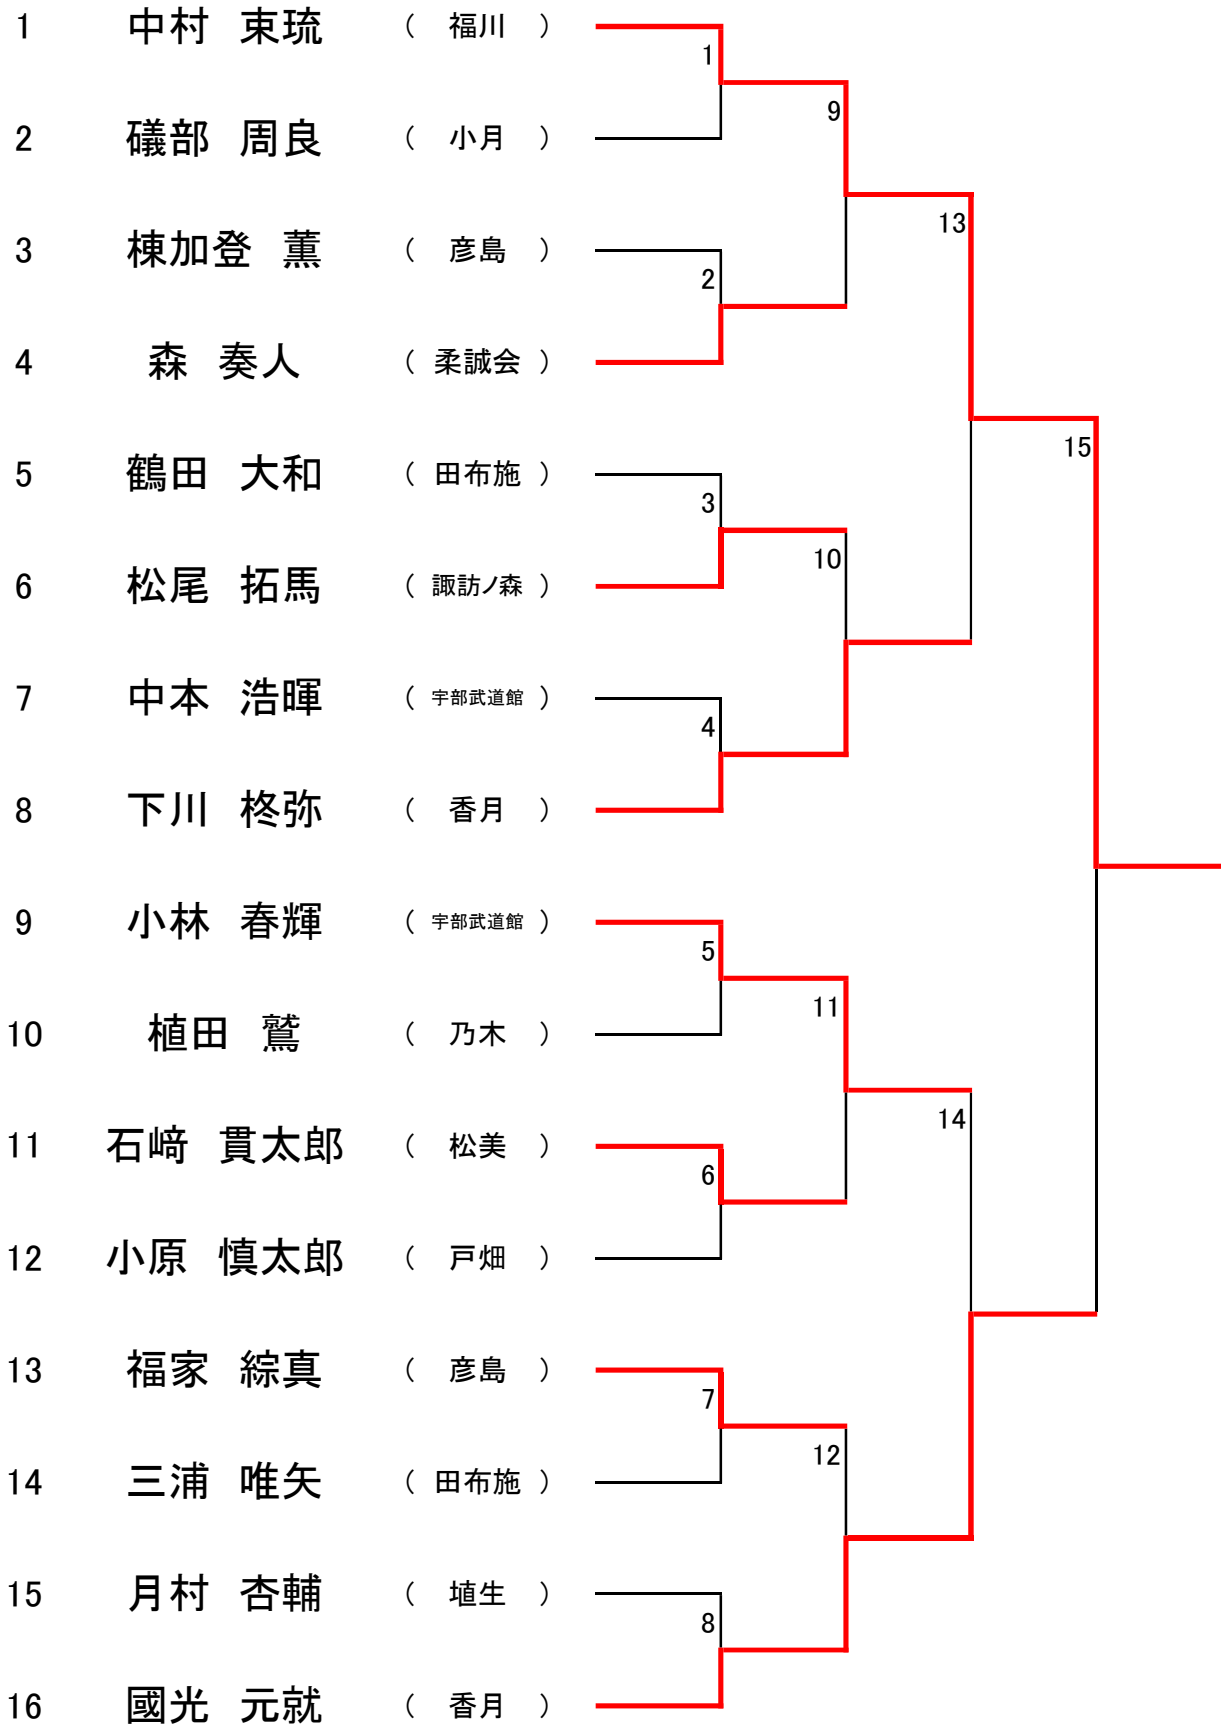 1 中村 束琉 ( 福川 )
1
9
2 礒部 周良 ( 小月 )
13
3 棟加登 薫 ( 彦島 )
2
4 森 奏人 ( 柔誠会 )
15
5 鶴田 大和 ( 田布施 )
3
10
6 松尾 拓馬 ( 諏訪ノ森 )
7 中本 浩暉 ( 宇部武道館 )
4
8 下川 柊弥 ( 香月 )
9 小林 春輝 ( 宇部武道館 )
5
11
10 植田 鷲 ( 乃木 )
14
11 石﨑 貫太郎 ( 松美 )
6
12 小原 慎太郎 ( 戸畑 )
13 福家 綜真 ( 彦島 )
7
12
14 三浦 唯矢 ( 田布施 )
15 月村 杏輔 ( 埴生 )
8
16 國光 元就 ( 香月 )